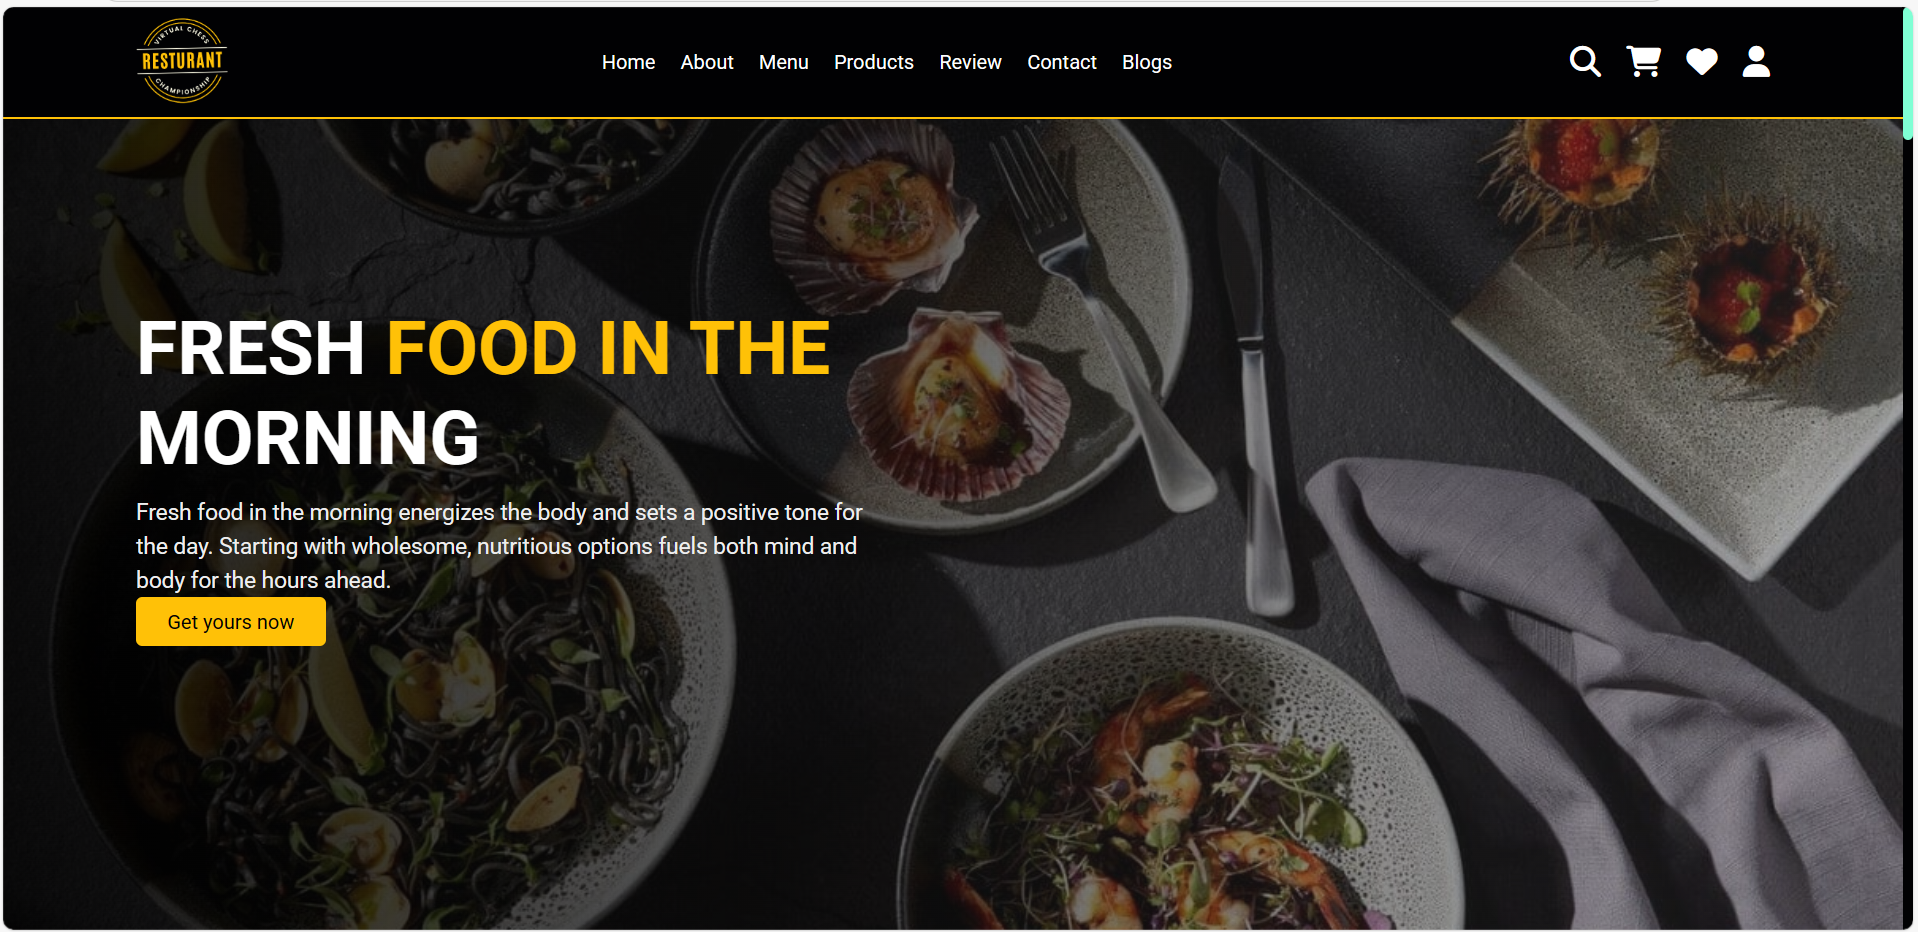 VIRTUAL CHESS
RESTURANT
CHAMPIONSHIP
Home About Menu Products Review Contact Blogs
FRESH FOOD IN THE
MORNING
Fresh food in the morning energizes the body and sets a positive tone for
the day. Starting with wholesome, nutritious options fuels both mind and
body for the hours ahead.
Get yours now